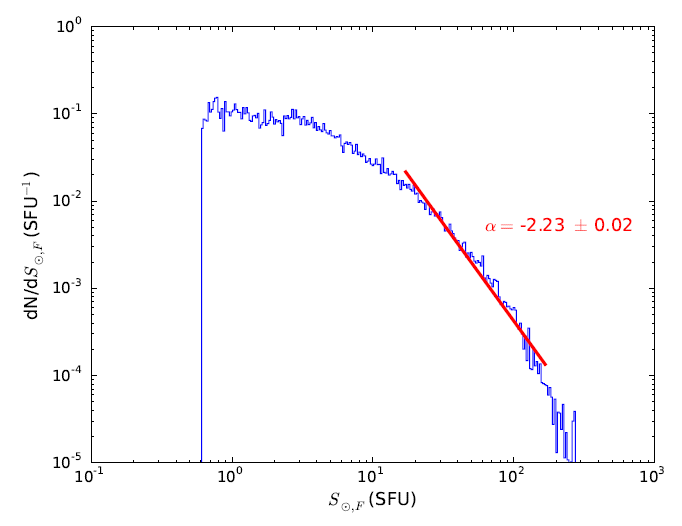 10^0
10^-1
10^-2
10^-3
10^-4
10^-5
dN/dS_⊙,F (SFU^-1)
α = -2.23 ± 0.02
10^-1 10^0 10^1 10^2 10^3
S_⊙,F (SFU)